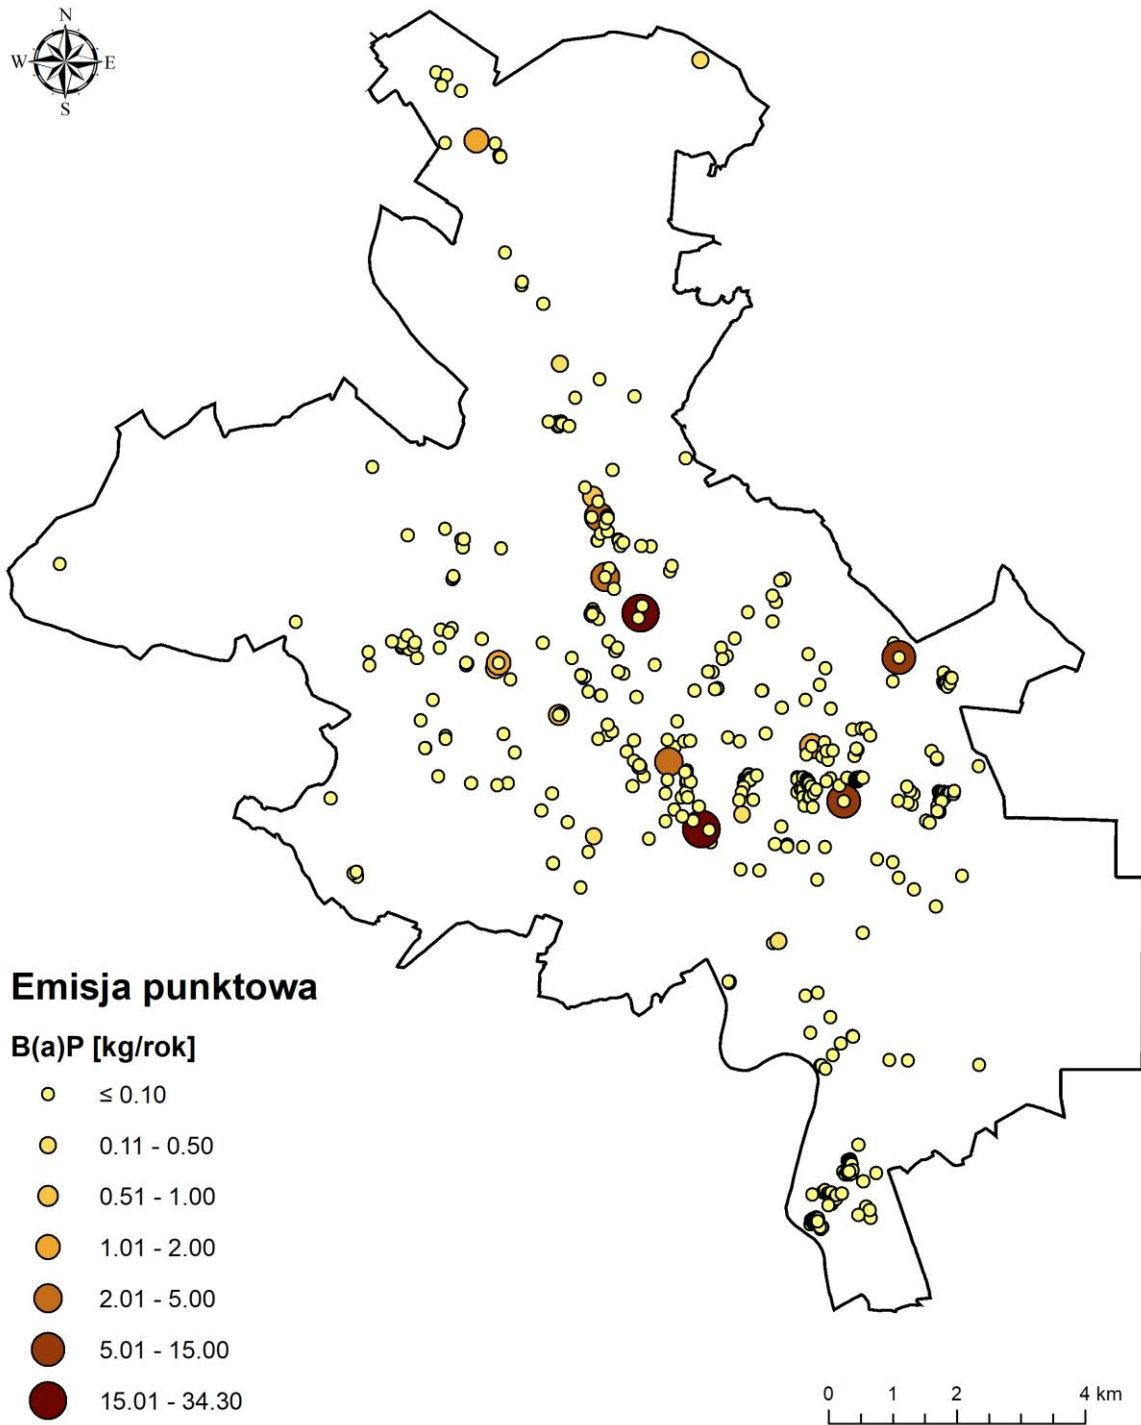 N
W E
S
Emisja punktowa
B(a)P [kg/rok]
≤ 0.10
0.11 - 0.50
0.51 - 1.00
1.01 - 2.00
2.01 - 5.00
5.01 - 15.00
15.01 - 34.30
0 1 2 4 km